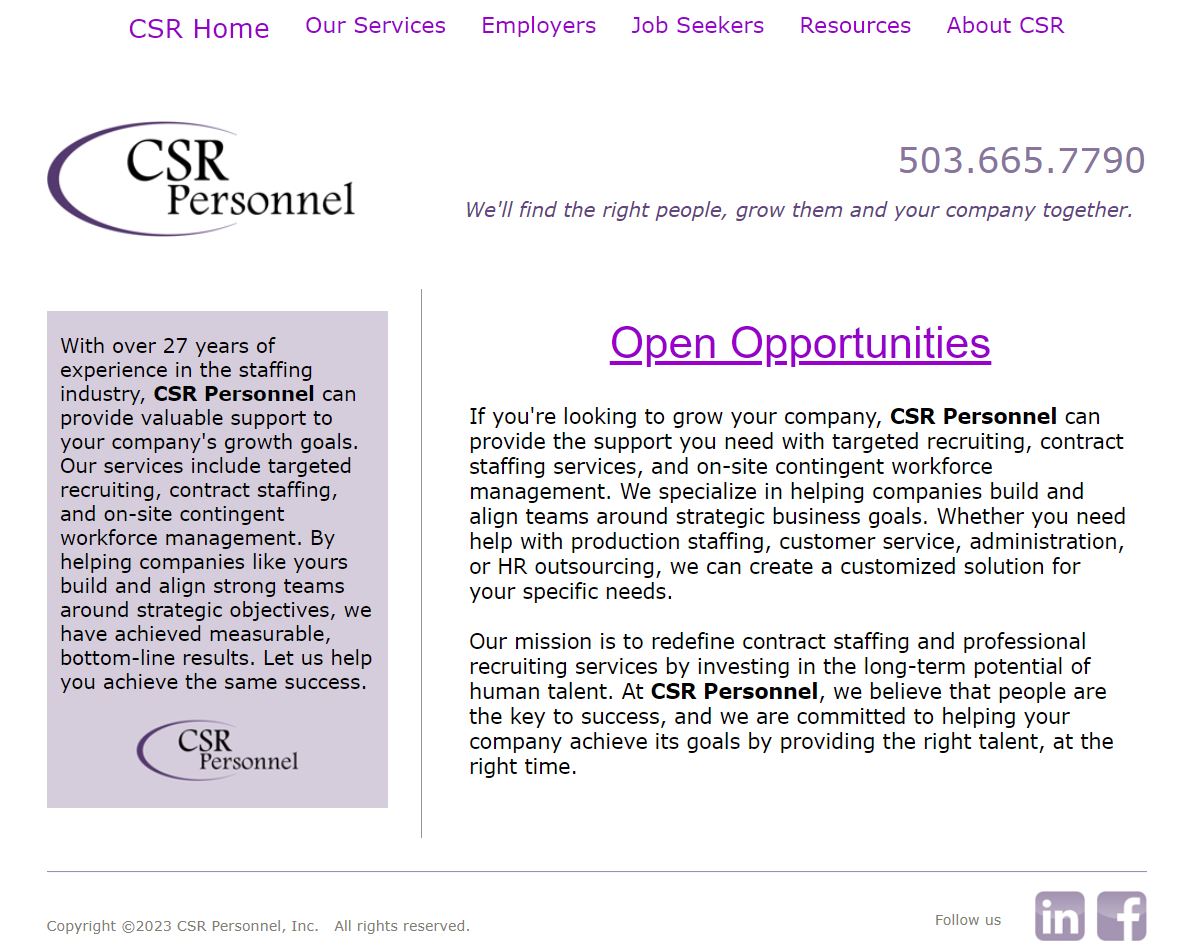 CSR Home Our Services Employers Job Seekers Resources About CSR
CSR
Personnel
503.665.7790
We'll find the right people, grow them and your company together.
With over 27 years of
experience in the staffing
industry, CSR Personnel can
provide valuable support to
your company's growth goals.
Our services include targeted
recruiting, contract staffing,
and on-site contingent
workforce management. By
helping companies like yours
build and align strong teams
around strategic objectives, we
have achieved measurable,
bottom-line results. Let us help
you achieve the same success.
CSR
Personnel
Open Opportunities
If you're looking to grow your company, CSR Personnel can
provide the support you need with targeted recruiting, contract
staffing services, and on-site contingent workforce
management. We specialize in helping companies build and
align teams around strategic business goals. Whether you need
help with production staffing, customer service, administration,
or HR outsourcing, we can create a customized solution for
your specific needs.
Our mission is to redefine contract staffing and professional
recruiting services by investing in the long-term potential of
human talent. At CSR Personnel, we believe that people are
the key to success, and we are committed to helping your
company achieve its goals by providing the right talent, at the
right time.
Copyright ©2023 CSR Personnel, Inc. All rights reserved.
Follow us in f